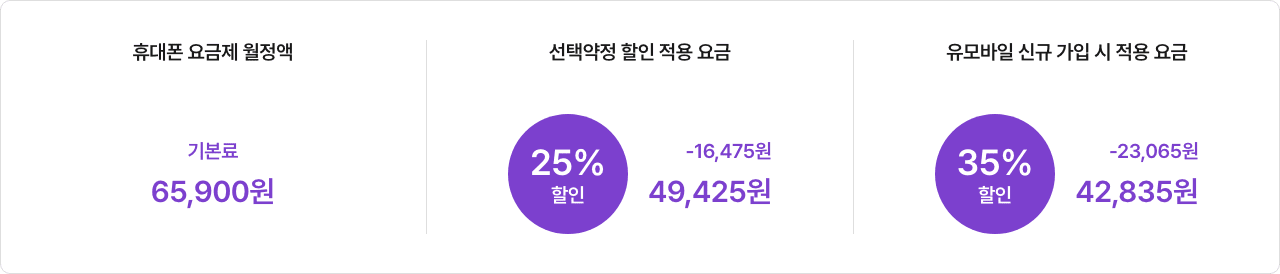 휴대폰 요금제 월정액
기본료
65,900원
선택약정 할인 적용 요금
25%
할인
-16,475원
49,425원
유모바일 신규 가입 시 적용 요금
35%
할인
-23,065원
42,835원